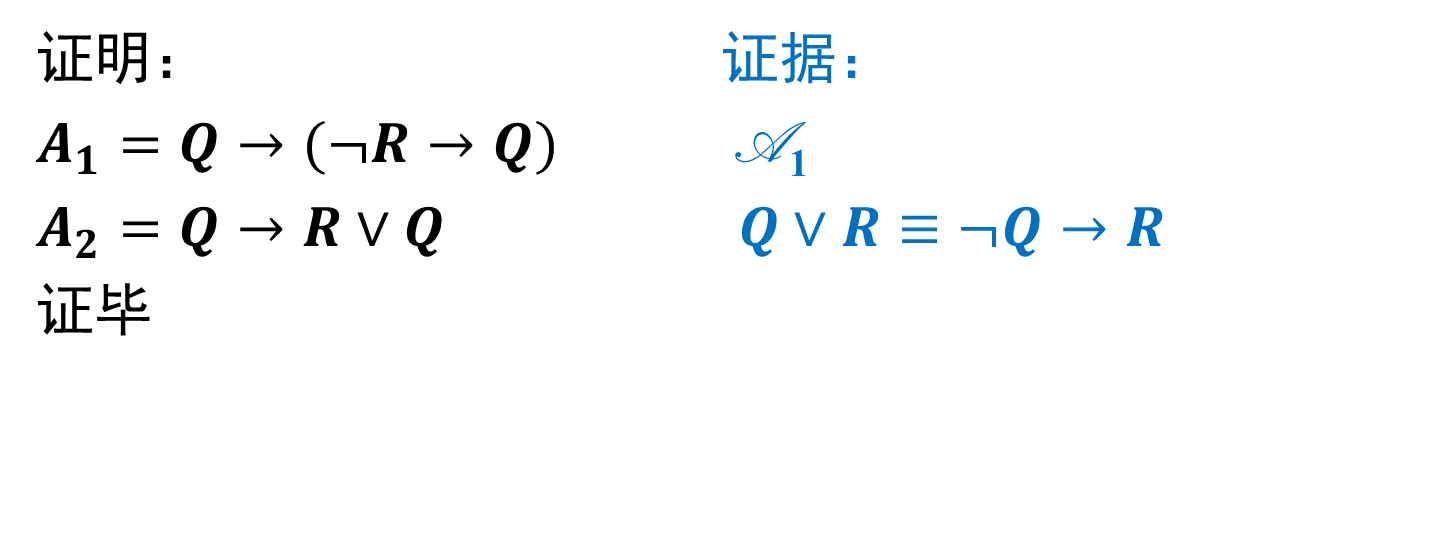 证明： 证据：
A₁ = Q → (¬R → Q) 𝒜₁
A₂ = Q → R ∨ Q Q ∨ R ≡ ¬Q → R
证毕